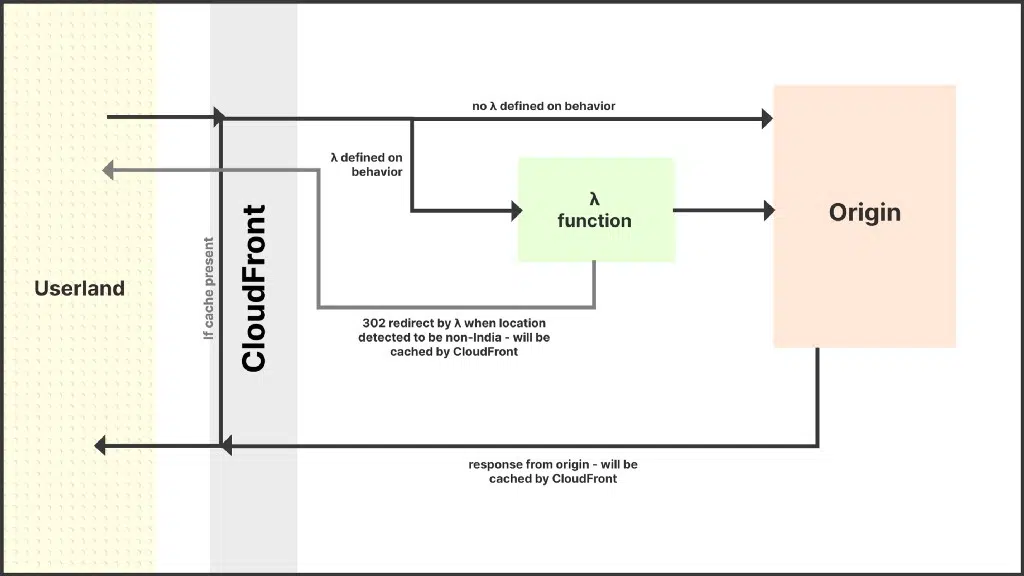 no λ defined on behavior
λ defined on
behavior
λ
function
Origin
CloudFront
If cache present
Userland
302 redirect by λ when location
detected to be non-India - will be
cached by CloudFront
response from origin - will be
cached by CloudFront